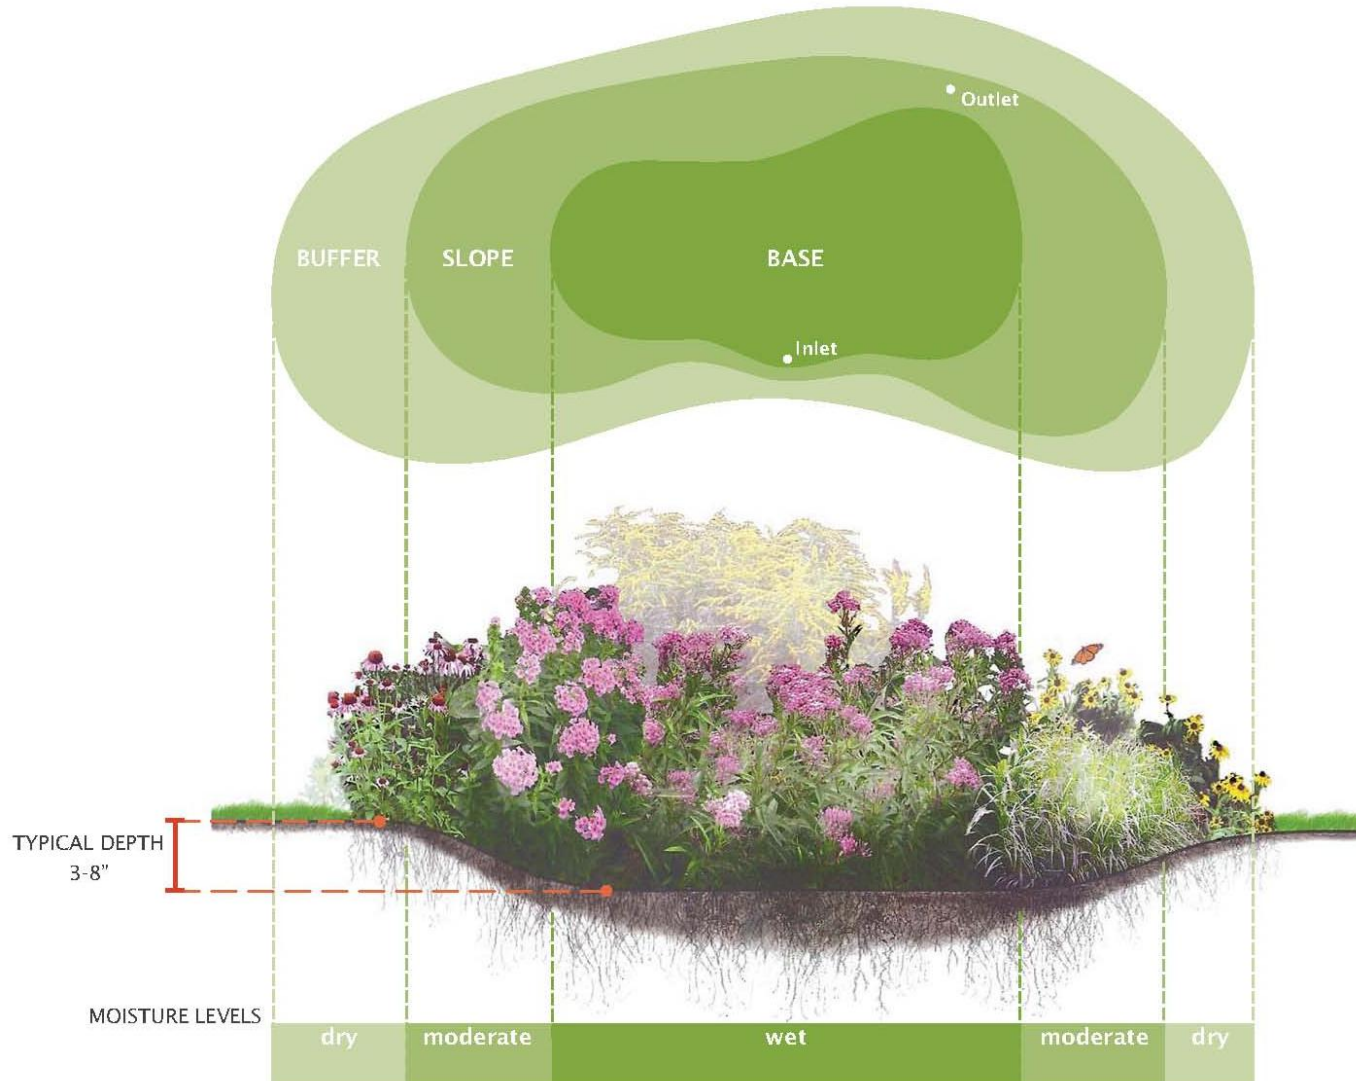 Outlet
BUFFER
SLOPE
BASE
Inlet
TYPICAL DEPTH
3-8"
MOISTURE LEVELS
dry
moderate
wet
moderate
dry